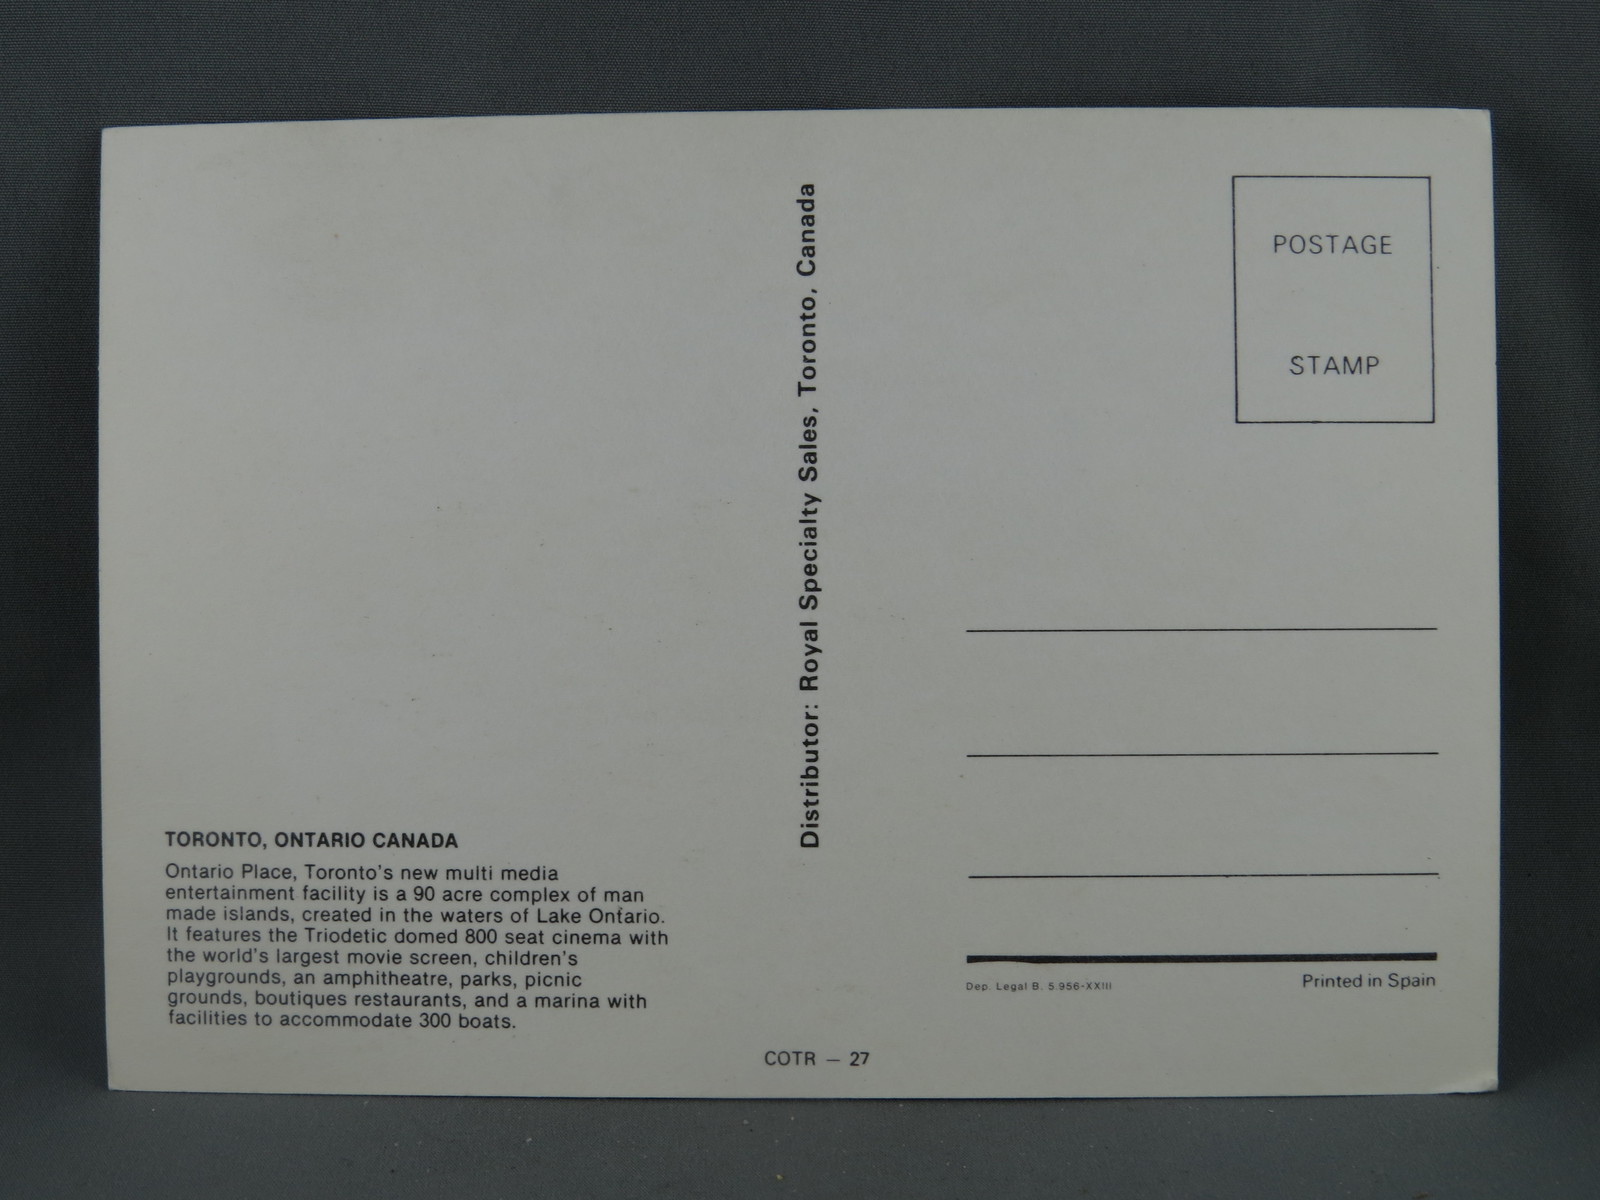 Distributor: Royal Specialty Sales, Toronto, Canada
POSTAGE
STAMP
TORONTO, ONTARIO CANADA
Ontario Place, Toronto's new multi media
entertainment facility is a 90 acre complex of man
made islands, created in the waters of Lake Ontario.
It features the Triodetic domed 800 seat cinema with
the world's largest movie screen, children's
playgrounds, an amphitheatre, parks, picnic
grounds, boutiques restaurants, and a marina with
facilities to accommodate 300 boats.
Dep. Legal B. 5.956-XXIII
Printed in Spain
COTR — 27